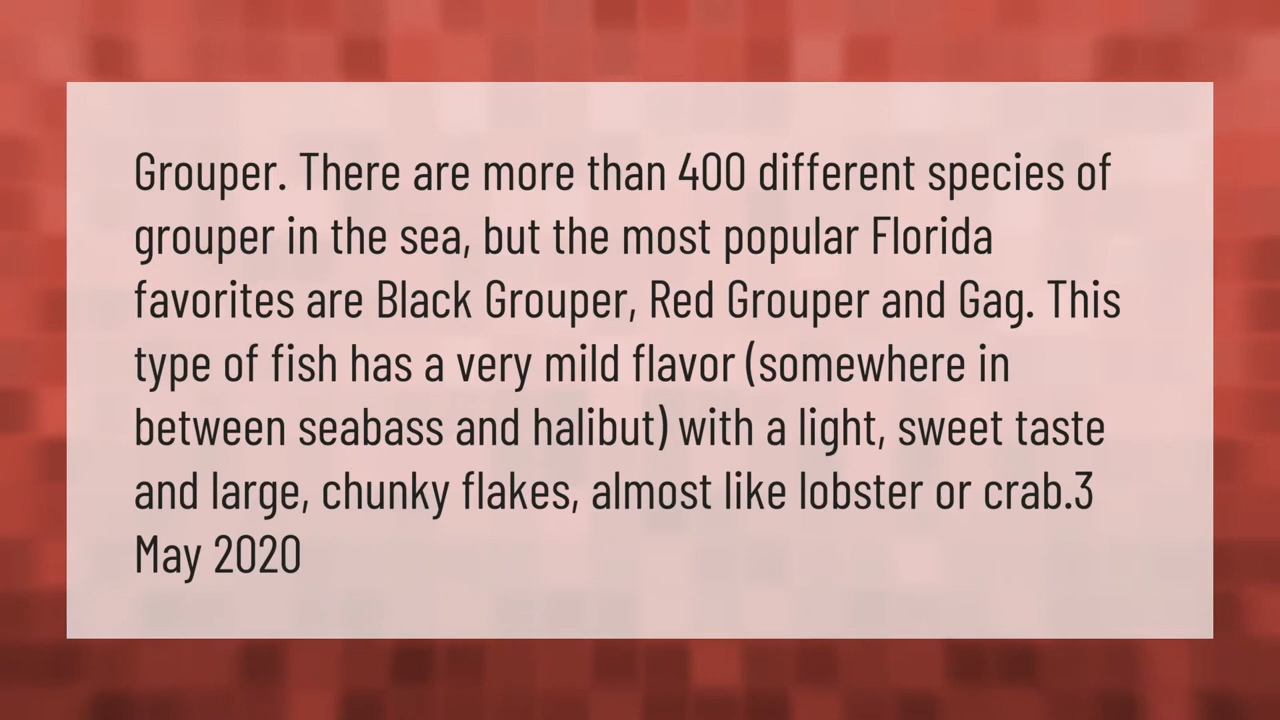 Grouper. There are more than 400 different species of
grouper in the sea, but the most popular Florida
favorites are Black Grouper, Red Grouper and Gag. This
type of fish has a very mild flavor (somewhere in
between seabass and halibut) with a light, sweet taste
and large, chunky flakes, almost like lobster or crab.3
May 2020